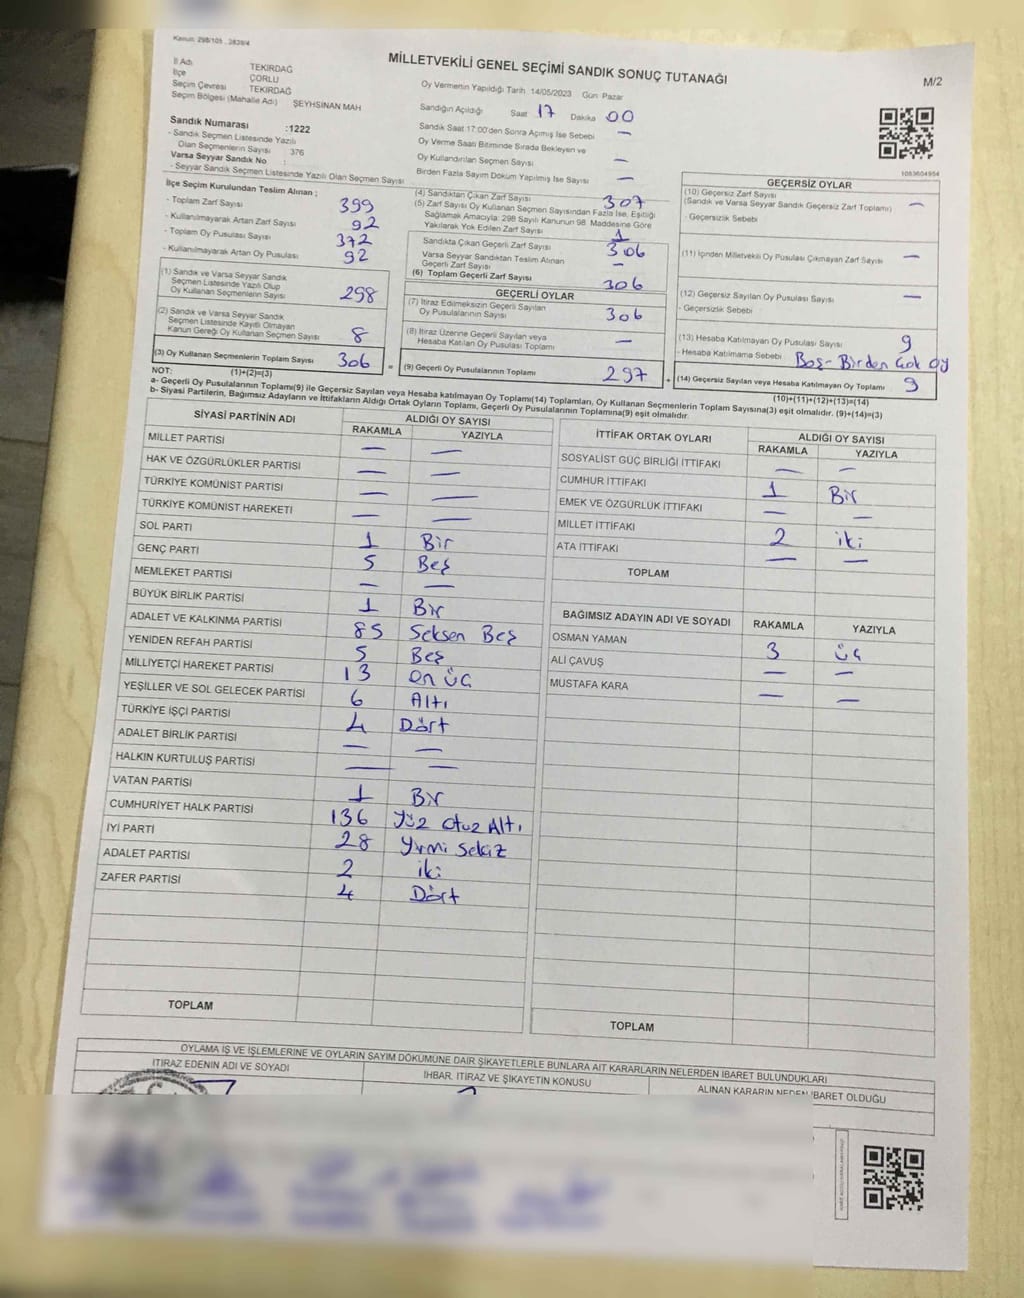 Kanun: 298/105 , 2839/4
MİLLETVEKİLİ GENEL SEÇİMİ SANDIK SONUÇ TUTANAĞI
M/2
İl Adı TEKİRDAĞ
İlçe ÇORLU
Seçim Çevresi TEKİRDAĞ
Seçim Bölgesi (Mahalle Adı) ŞEYHSİNAN MAH
Oy Vermenin Yapıldığı Tarih 14/05/2023 Gün Pazar
Sandığın Açıldığı Saat 17 Dakika 00
Sandık Saat 17:00'den Sonra Açımış İse Sebebi —
Oy Verme Saati Bitiminde Sırada Bekleyen ve
Oy Kullandırılan Seçmen Sayısı —
Birden Fazla Sayım Döküm Yapılmış İse Sayısı —
Sandık Numarası :1222
- Sandık Seçmen Listesinde Yazılı
Olan Seçmenlerin Sayısı : 376
Varsa Seyyar Sandık No :
- Seyyar Sandık Seçmen Listesinde Yazılı Olan Seçmen Sayısı
1083604954
İlçe Seçim Kurulundan Teslim Alınan ;
- Toplam Zarf Sayısı 399
- Kullanılmayarak Artan Zarf Sayısı 92
- Toplam Oy Pusulası Sayısı 372
- Kullanılmayarak Artan Oy Pusulası 92
(1) Sandık ve Varsa Seyyar Sandık
Seçmen Listesinde Yazılı Olup
Oy Kullanan Seçmenlerin Sayısı 298
(2) Sandık ve Varsa Seyyar Sandık
Seçmen Listesinde Kayıtlı Olmayan
Kanun Gereği Oy Kullanan Seçmen Sayısı 8
(3) Oy Kullanan Seçmenlerin Toplam Sayısı 306
(1)+(2)=(3)
(4) Sandıktan Çıkan Zarf Sayısı 307
(5) Zarf Sayısı Oy Kullanan Seçmen Sayısından Fazla İse, Eşitliği
Sağlamak Amacıyla: 298 Sayılı Kanunun 98. Maddesine Göre
Yakılarak Yok Edilen Zarf Sayısı 1
Sandıkta Çıkan Geçerli Zarf Sayısı 306
Varsa Seyyar Sandıktan Teslim Alınan
Geçerli Zarf Sayısı —
(6) Toplam Geçerli Zarf Sayısı 306
GEÇERLİ OYLAR
(7) İtiraz Edilmeksizin Geçerli Sayılan
Oy Pusulalarının Sayısı 306
(8) İtiraz Üzerine Geçerli Sayılan veya
Hesaba Katılan Oy Pusulası Toplamı —
= (9) Geçerli Oy Pusulalarının Toplamı 297 +
GEÇERSİZ OYLAR
(10) Geçersiz Zarf Sayısı
(Sandık ve Varsa Seyyar Sandık Geçersiz Zarf Toplamı) —
- Geçersizlik Sebebi
(11) İçinden Milletvekili Oy Pusulası Çıkmayan Zarf Sayısı —
(12) Geçersiz Sayılan Oy Pusulası Sayısı —
- Geçersizlik Sebebi
(13) Hesaba Katılmayan Oy Pusulası Sayısı 9
- Hesaba Katılmama Sebebi Boş - Birden Çok oy
(14) Geçersiz Sayılan veya Hesaba Katılmayan Oy Toplamı 9
(10)+(11)+(12)+(13)=(14)
NOT:
a- Geçerli Oy Pusulalarının Toplamı(9) ile Geçersiz Sayılan veya Hesaba katılmayan Oy Toplamı(14) Toplamları, Oy Kullanan Seçmenlerin Toplam Sayısına(3) eşit olmalıdır. (9)+(14)=(3)
b- Siyasi Partilerin, Bağımsız Adayların ve İttifakların Aldığı Ortak Oyların Toplamı, Geçerli Oy Pusulalarının Toplamına(9) eşit olmalıdır.
SİYASİ PARTİNİN ADI ALDIĞI OY SAYISI
RAKAMLA YAZIYLA
MİLLET PARTİSİ — —
HAK VE ÖZGÜRLÜKLER PARTİSİ — —
TÜRKİYE KOMÜNİST PARTİSİ — —
TÜRKİYE KOMÜNİST HAREKETİ — —
SOL PARTİ 1 Bir
GENÇ PARTİ 5 Beş
MEMLEKET PARTİSİ — —
BÜYÜK BİRLİK PARTİSİ 1 Bir
ADALET VE KALKINMA PARTİSİ 85 Seksen Beş
YENİDEN REFAH PARTİSİ 5 Beş
MİLLİYETÇİ HAREKET PARTİSİ 13 on üç
YEŞİLLER VE SOL GELECEK PARTİSİ 6 Altı
TÜRKİYE İŞÇİ PARTİSİ 4 Dört
ADALET BİRLİK PARTİSİ — —
HALKIN KURTULUŞ PARTİSİ — —
VATAN PARTİSİ 1 Bir
CUMHURİYET HALK PARTİSİ 136 Yüz otuz Altı
İYİ PARTİ 28 Yirmi sekiz
ADALET PARTİSİ 2 iki
ZAFER PARTİSİ 4 Dört
TOPLAM
İTTİFAK ORTAK OYLARI ALDIĞI OY SAYISI
RAKAMLA YAZIYLA
SOSYALİST GÜÇ BİRLİĞİ İTTİFAKI — —
CUMHUR İTTİFAKI 1 Bir
EMEK VE ÖZGÜRLÜK İTTİFAKI — —
MİLLET İTTİFAKI 2 iki
ATA İTTİFAKI — —
TOPLAM
BAĞIMSIZ ADAYIN ADI VE SOYADI RAKAMLA YAZIYLA
OSMAN YAMAN 3 üç
ALİ ÇAVUŞ — —
MUSTAFA KARA — —
TOPLAM
OYLAMA İŞ VE İŞLEMLERİNE VE OYLARIN SAYIM DÖKÜMÜNE DAİR ŞİKAYETLERLE BUNLARA AİT KARARLARIN NELERDEN İBARET BULUNDUKLARI
İTİRAZ EDENİN ADI VE SOYADI İHBAR, İTİRAZ VE ŞİKAYETİN KONUSU ALINAN KARARIN NEDEN İBARET OLDUĞU